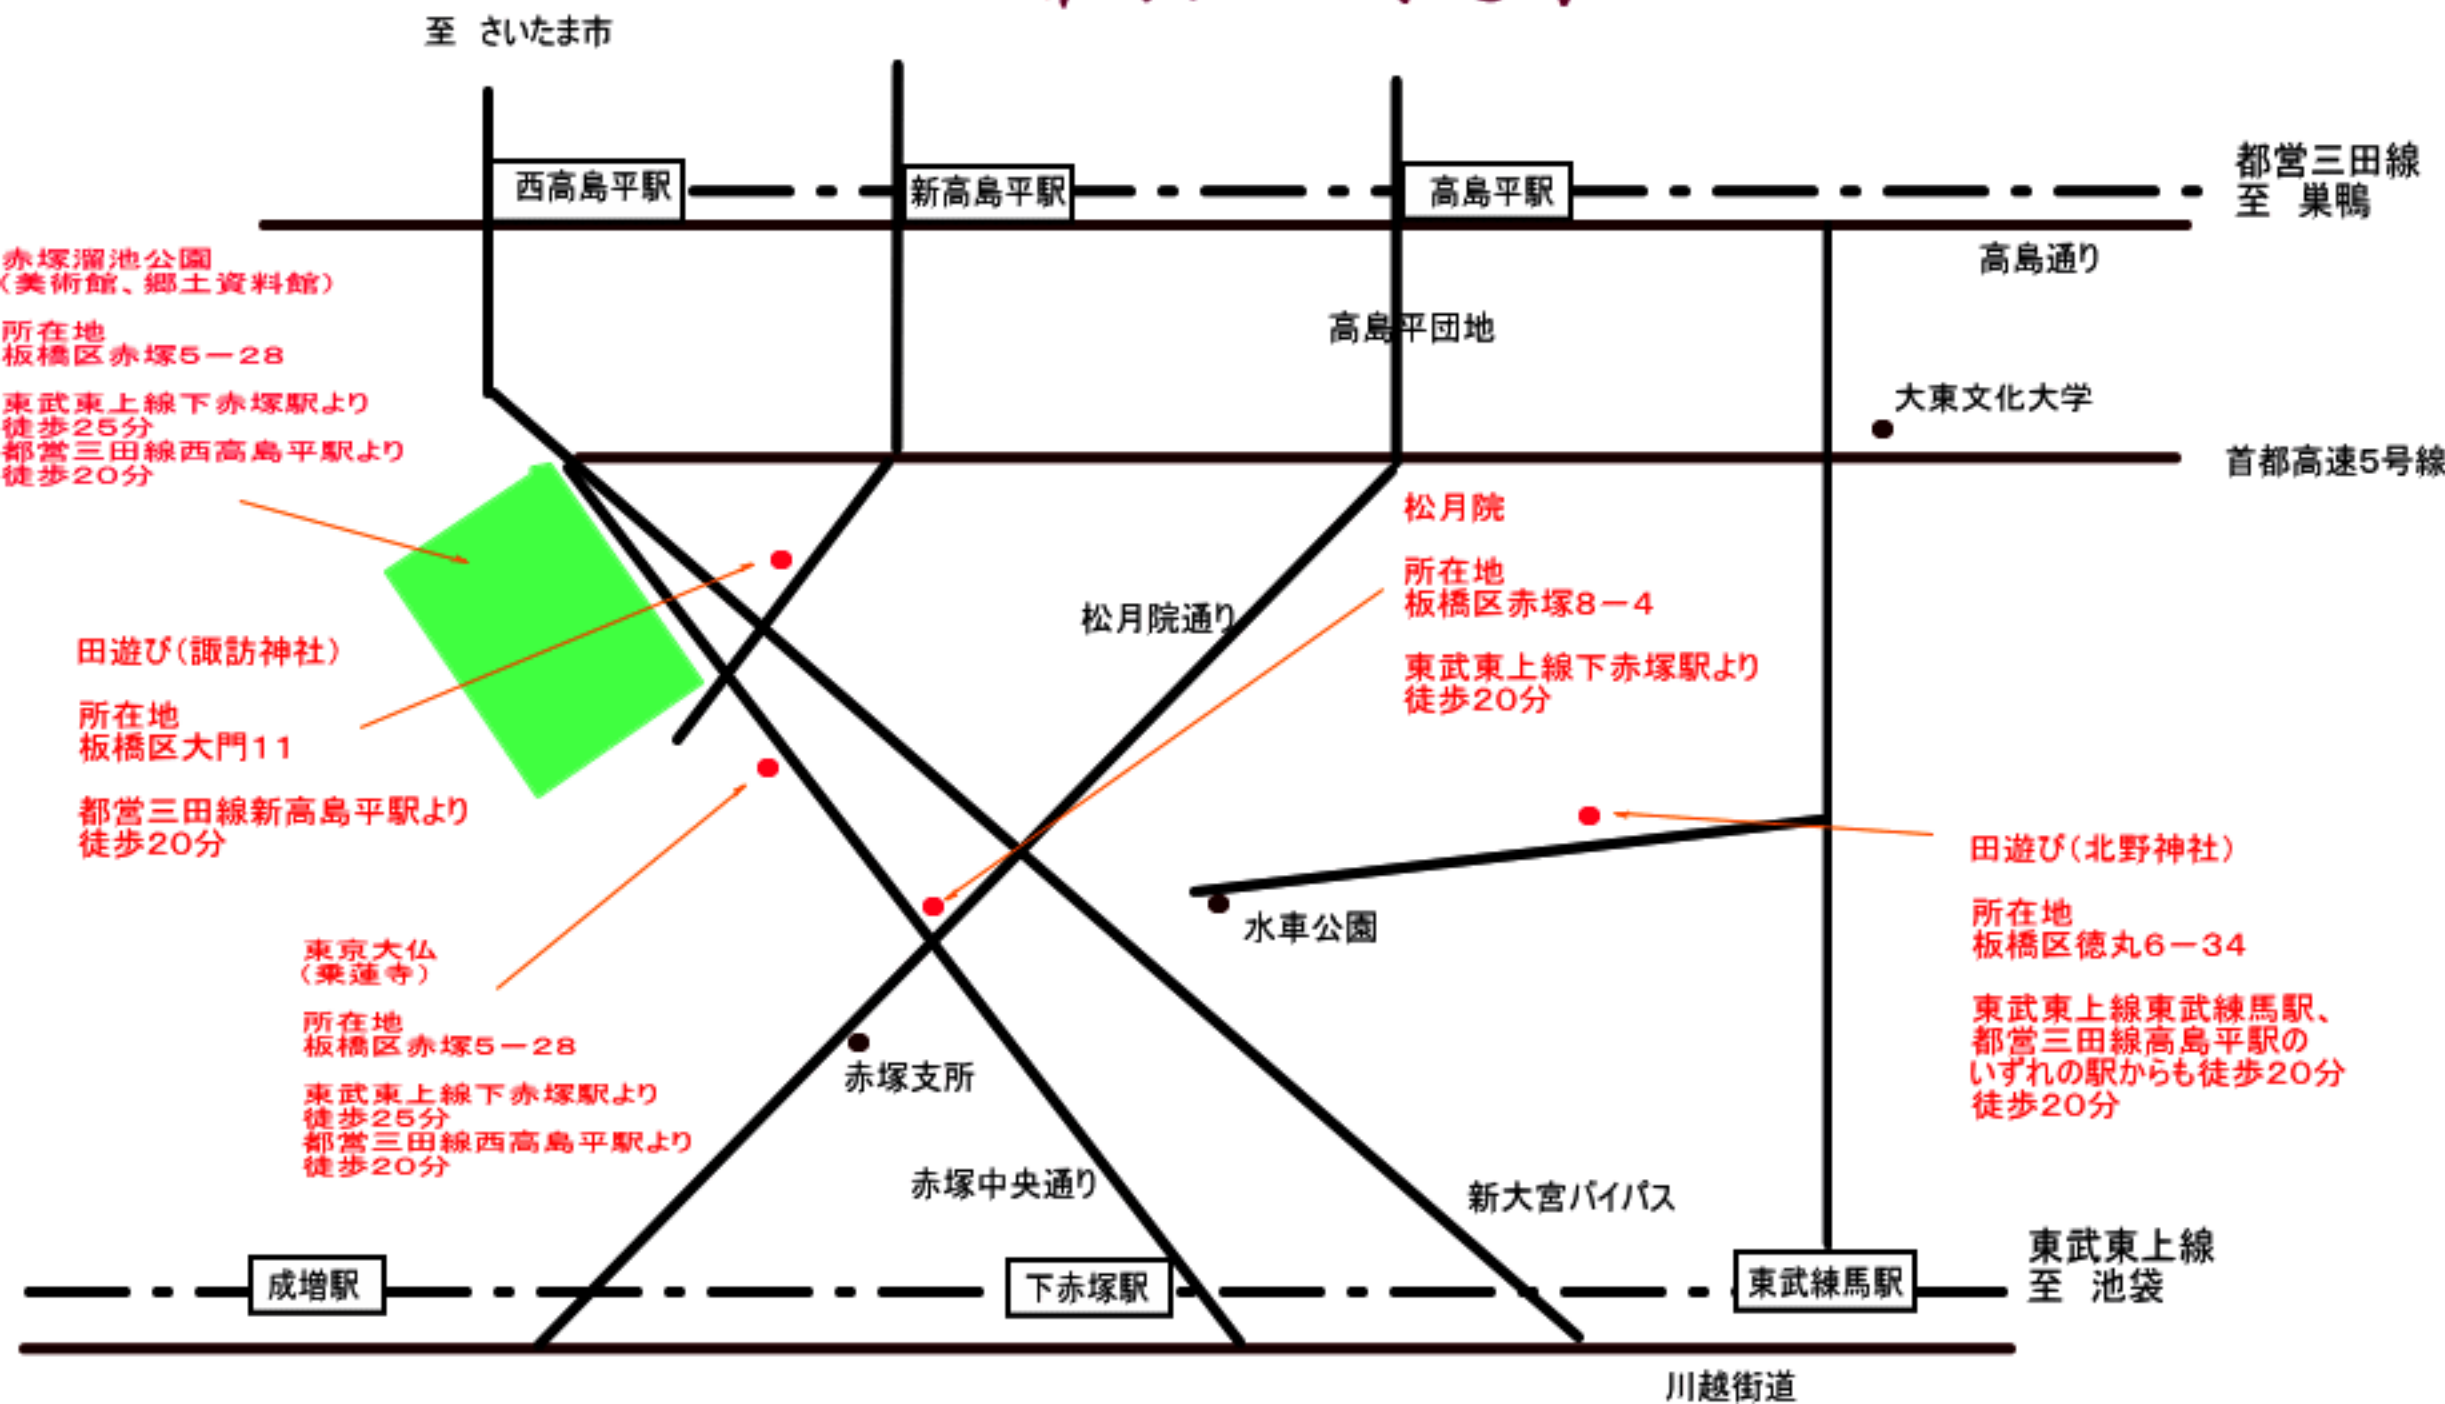 至　さいたま市
西高島平駅
新高島平駅
高島平駅
都営三田線
至　巣鴨
高島通り
赤塚溜池公園
（美術館、郷土資料館）
所在地
板橋区赤塚5－28
東武東上線下赤塚駅より
徒歩25分
都営三田線西高島平駅より
徒歩20分
高島平団地
大東文化大学
首都高速5号線
松月院
所在地
板橋区赤塚8－4
東武東上線下赤塚駅より
徒歩20分
松月院通り
田遊び（諏訪神社）
所在地
板橋区大門11
都営三田線新高島平駅より
徒歩20分
田遊び（北野神社）
所在地
板橋区徳丸6－34
東武東上線東武練馬駅、
都営三田線高島平駅の
いずれの駅からも徒歩20分
徒歩20分
水車公園
東京大仏
（乗蓮寺）
所在地
板橋区赤塚5－28
東武東上線下赤塚駅より
徒歩25分
都営三田線西高島平駅より
徒歩20分
赤塚支所
赤塚中央通り
新大宮バイパス
成増駅
下赤塚駅
東武練馬駅
東武東上線
至　池袋
川越街道